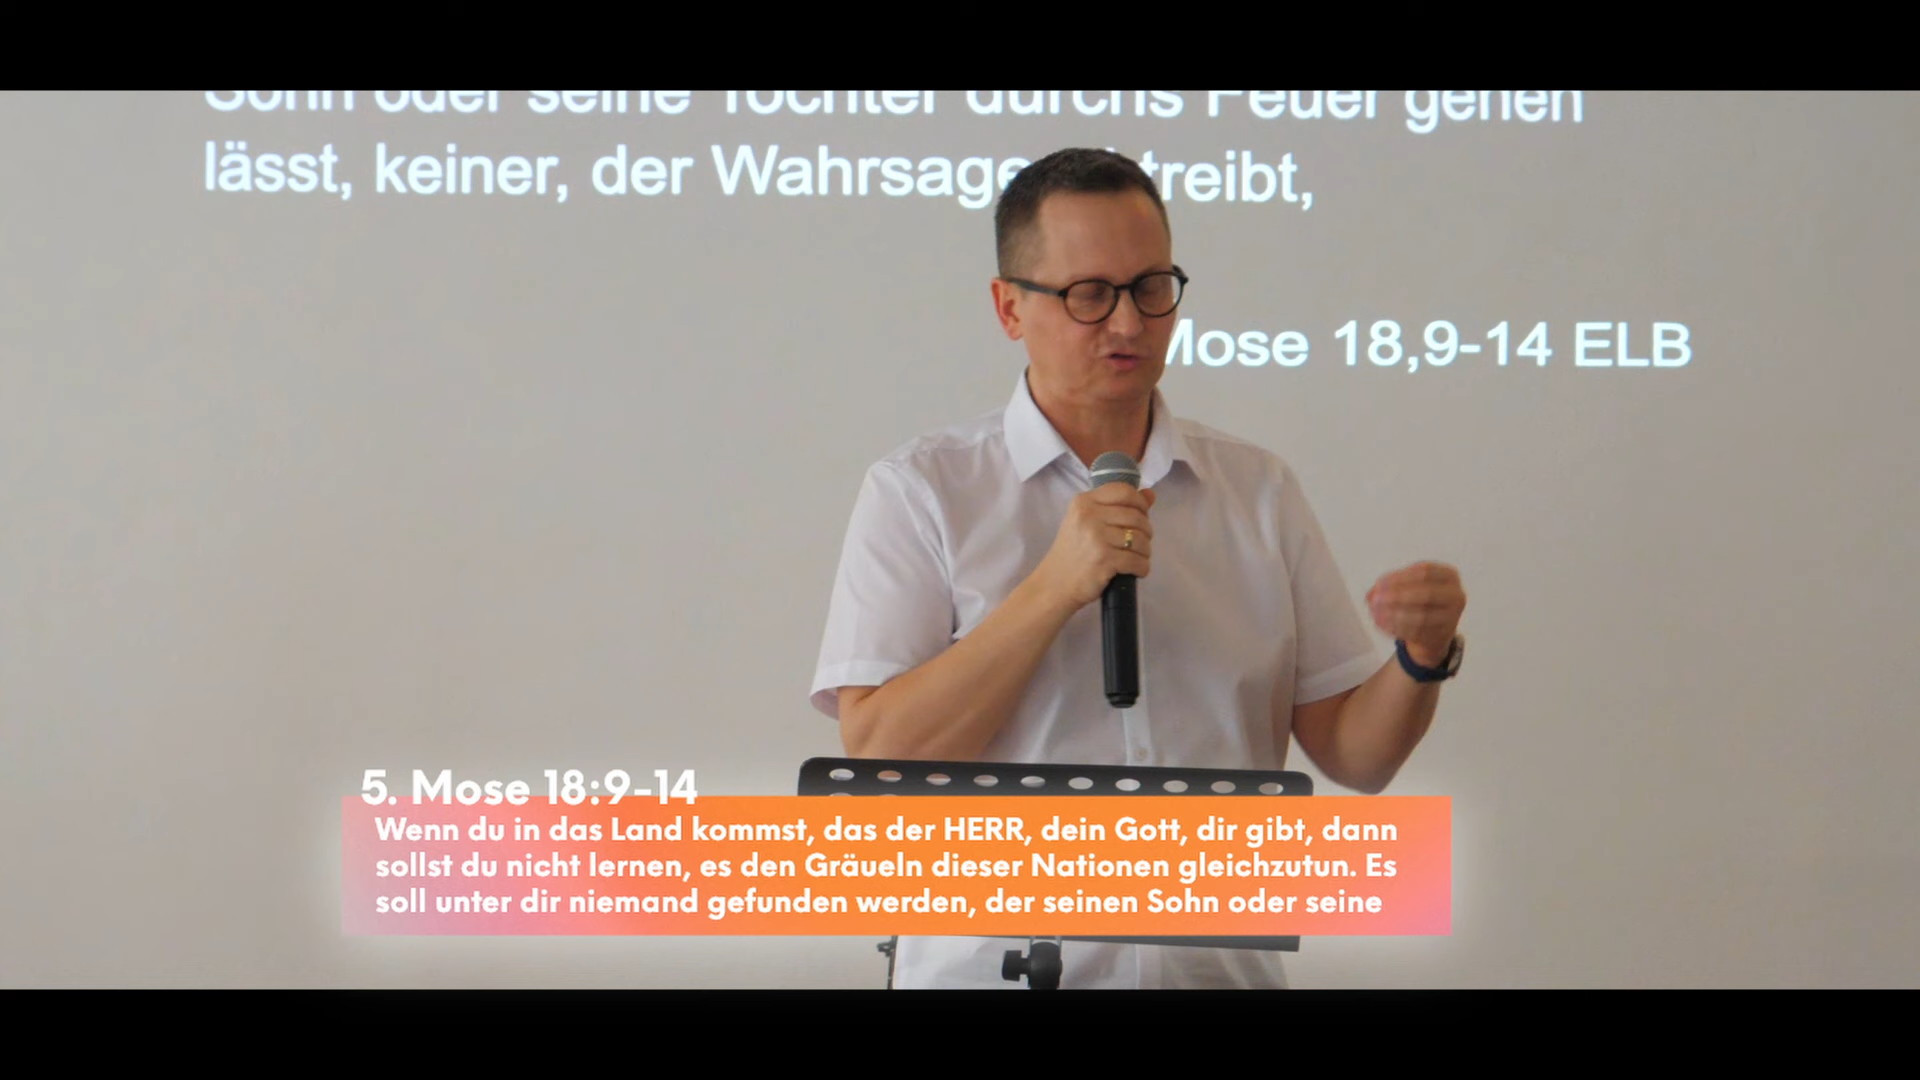 Sohn oder seine Tochter durchs Feuer gehen
lässt, keiner, der Wahrsage treibt,
Mose 18,9-14 ELB
5. Mose 18:9-14
Wenn du in das Land kommst, das der HERR, dein Gott, dir gibt, dann
sollst du nicht lernen, es den Gräueln dieser Nationen gleichzutun. Es
soll unter dir niemand gefunden werden, der seinen Sohn oder seine